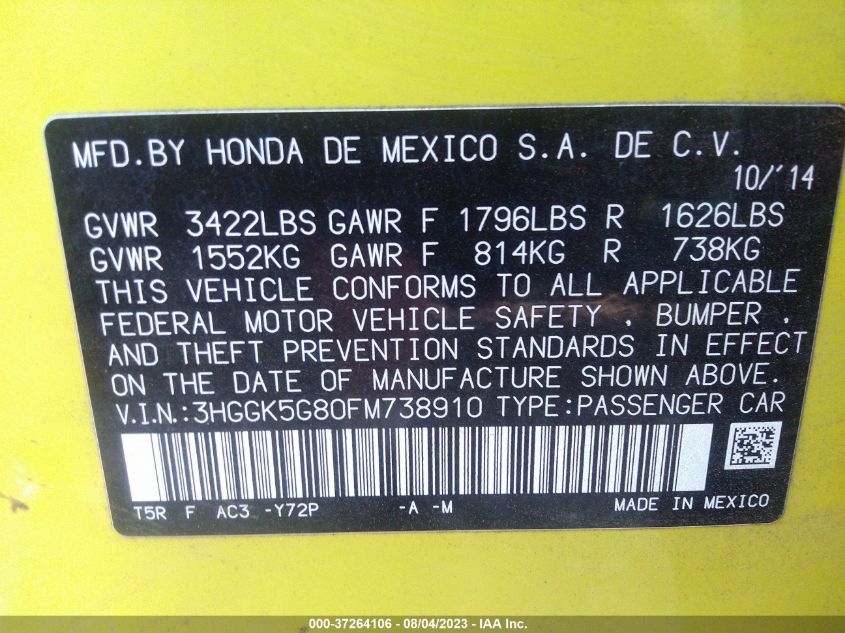 MFD.BY HONDA DE MEXICO S.A. DE C.V.
10/'14
GVWR 3422LBS GAWR F 1796LBS R 1626LBS
GVWR 1552KG GAWR F 814KG R 738KG
THIS VEHICLE CONFORMS TO ALL APPLICABLE
FEDERAL MOTOR VEHICLE SAFETY , BUMPER ,
AND THEFT PREVENTION STANDARDS IN EFFECT
ON THE DATE OF MANUFACTURE SHOWN ABOVE.
V.I.N.:3HGGK5G80FM738910 TYPE:PASSENGER CAR
T5R F AC3 -Y72P -A -M MADE IN MEXICO
000-37264106 - 08/04/2023 - IAA Inc.